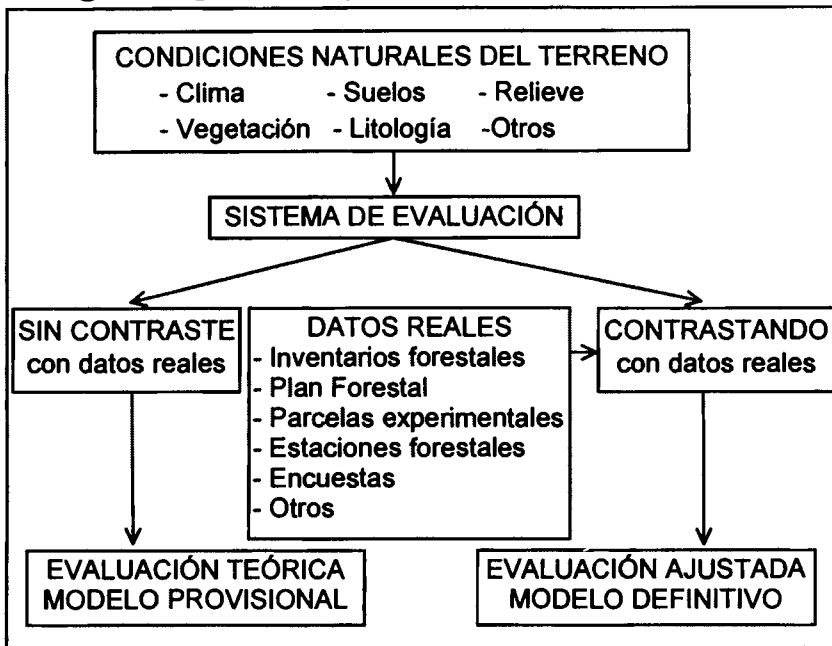 CONDICIONES NATURALES DEL TERRENO
- Clima - Suelos - Relieve
- Vegetación - Litología -Otros
SISTEMA DE EVALUACIÓN
SIN CONTRASTE
con datos reales
DATOS REALES
- Inventarios forestales
- Plan Forestal
- Parcelas experimentales
- Estaciones forestales
- Encuestas
- Otros
CONTRASTANDO
con datos reales
EVALUACIÓN TEÓRICA
MODELO PROVISIONAL
EVALUACIÓN AJUSTADA
MODELO DEFINITIVO